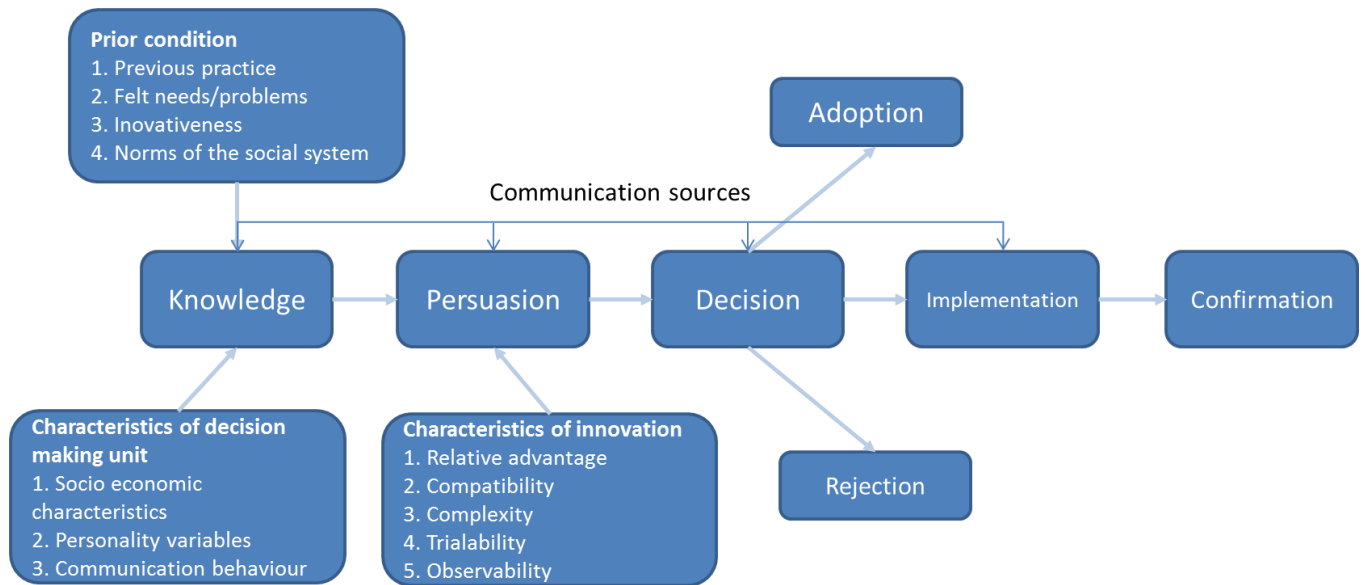 Prior condition
1. Previous practice
2. Felt needs/problems
3. Inovativeness
4. Norms of the social system
Adoption
Communication sources
Knowledge
Persuasion
Decision
Implementation
Confirmation
Characteristics of decision
making unit
1. Socio economic
characteristics
2. Personality variables
3. Communication behaviour
Characteristics of innovation
1. Relative advantage
2. Compatibility
3. Complexity
4. Trialability
5. Observability
Rejection